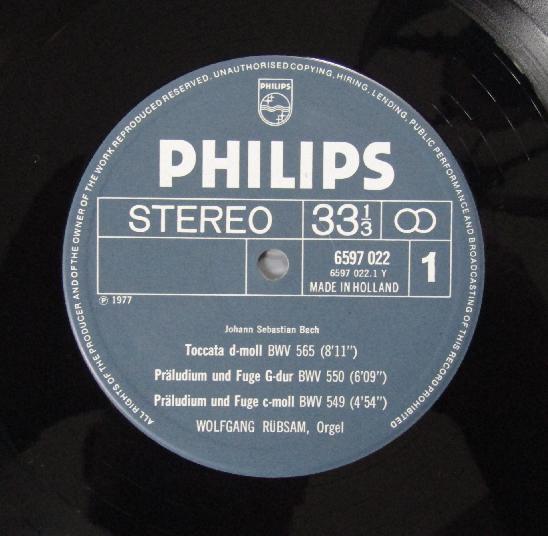 ALL RIGHTS OF THE PRODUCER AND OF THE OWNER OF THE WORK REPRODUCED RESERVED. UNAUTHORISED COPYING, HIRING, LENDING, PUBLIC PERFORMANCE AND BROADCASTING OF THIS RECORD PROHIBITED
PHILIPS
PHILIPS
STEREO 33 1/3
6597 022 1
6597 022.1 Y
MADE IN HOLLAND
℗ 1977
Johann Sebastian Bach
Toccata d-moll BWV 565 (8'11")
Präludium und Fuge G-dur BWV 550 (6'09")
Präludium und Fuge c-moll BWV 549 (4'54")
WOLFGANG RÜBSAM, Orgel